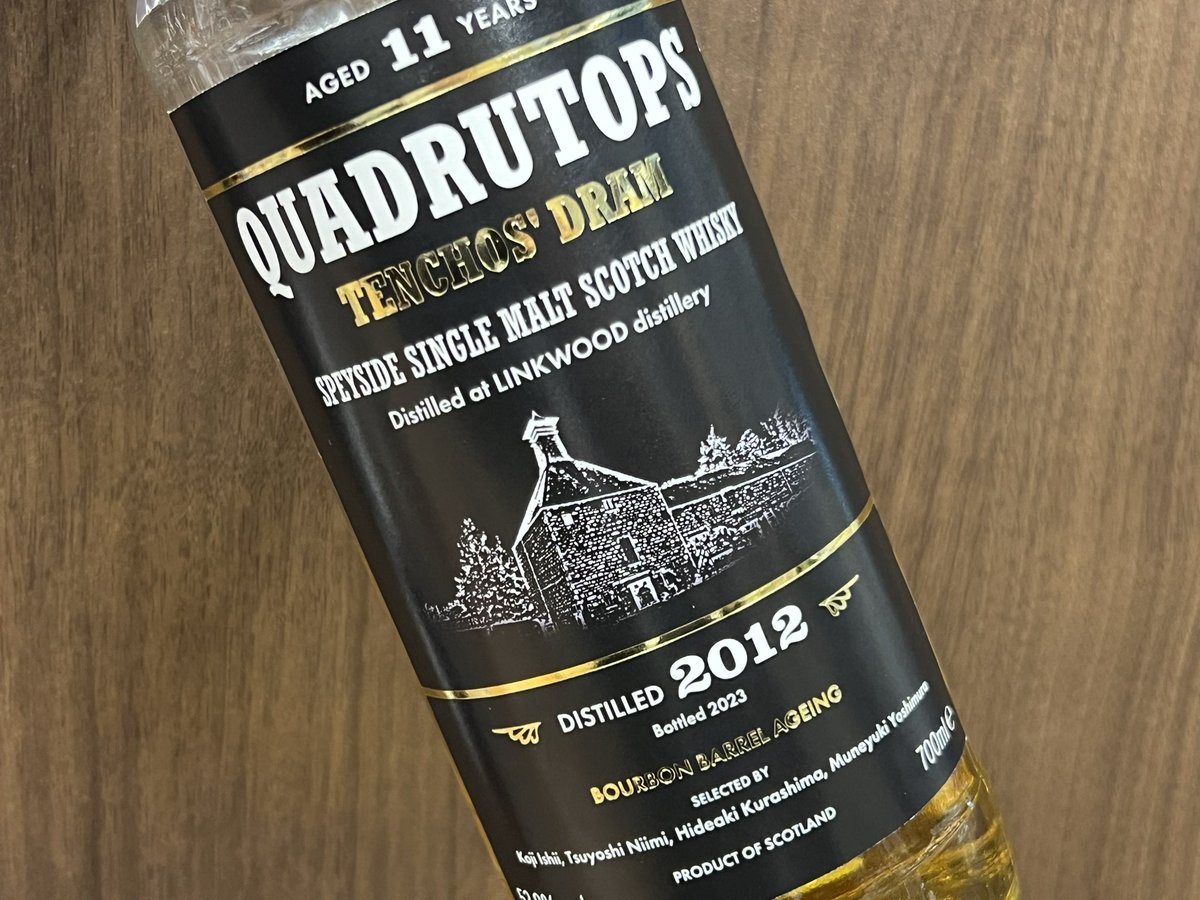 AGED 11 YEARS
QUADRUTOPS
TENCHOS' DRAM
SPEYSIDE SINGLE MALT SCOTCH WHISKY
Distilled at LINKWOOD distillery
DISTILLED 2012
Bottled 2023
BOURBON BARREL AGEING
SELECTED BY
Koji Ishii, Tsuyoshi Niimi, Hideaki Kurashima, Muneyuki Yoshimura
700ml e
PRODUCT OF SCOTLAND